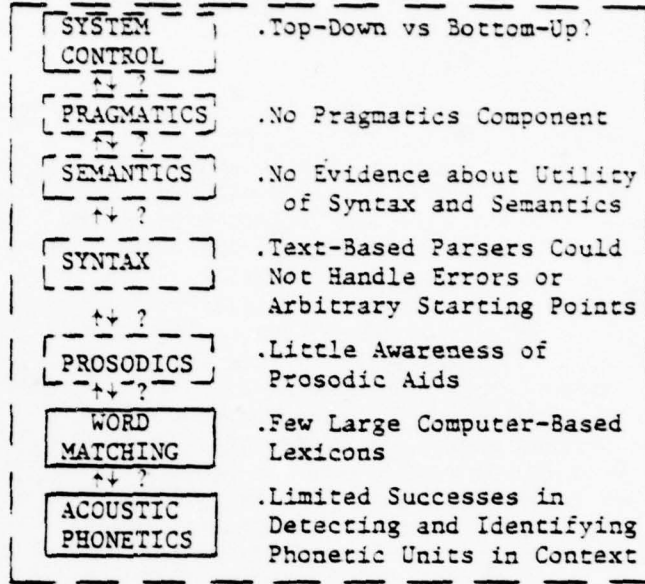 SYSTEM CONTROL .Top-Down vs Bottom-Up?
↑↓ ?
PRAGMATICS .No Pragmatics Component
↑↓ ?
SEMANTICS .No Evidence about Utility
of Syntax and Semantics
↑↓ ?
SYNTAX .Text-Based Parsers Could
Not Handle Errors or
Arbitrary Starting Points
↑↓ ?
PROSODICS .Little Awareness of
Prosodic Aids
↑↓ ?
WORD MATCHING .Few Large Computer-Based
Lexicons
↑↓ ?
ACOUSTIC PHONETICS .Limited Successes in
Detecting and Identifying
Phonetic Units in Context